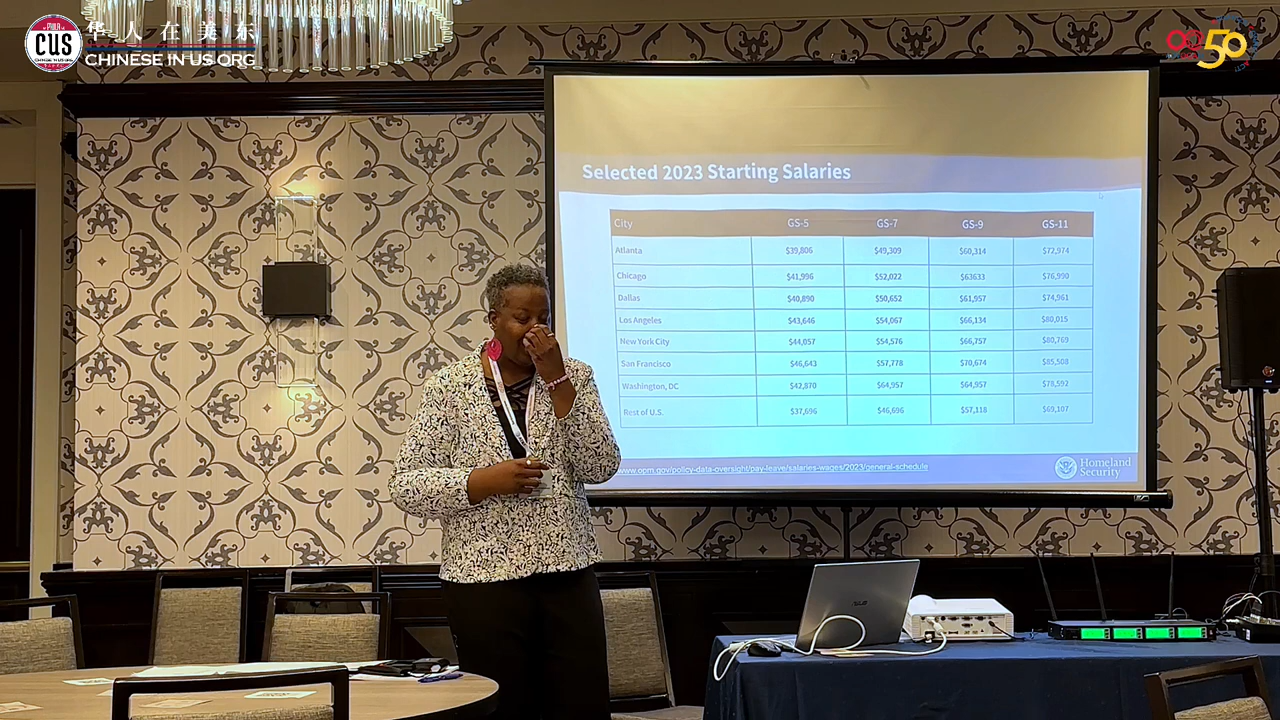 CUS
华人在美东
CHINESE IN US.ORG
50
Selected 2023 Starting Salaries
City GS-5 GS-7 GS-9 GS-11
Atlanta $39,806 $49,309 $60,314 $72,974
Chicago $41,996 $52,022 $63633 $76,990
Dallas $40,890 $50,652 $61,957 $74,961
Los Angeles $43,646 $54,067 $66,134 $80,015
New York City $44,057 $54,576 $66,757 $80,769
San Francisco $46,643 $57,778 $70,674 $85,508
Washington, DC $42,870 $64,957 $64,957 $78,592
Rest of U.S. $37,696 $46,696 $57,118 $69,107
www.opm.gov/policy-data-oversight/pay-leave/salaries-wages/2023/general-schedule
Homeland
Security